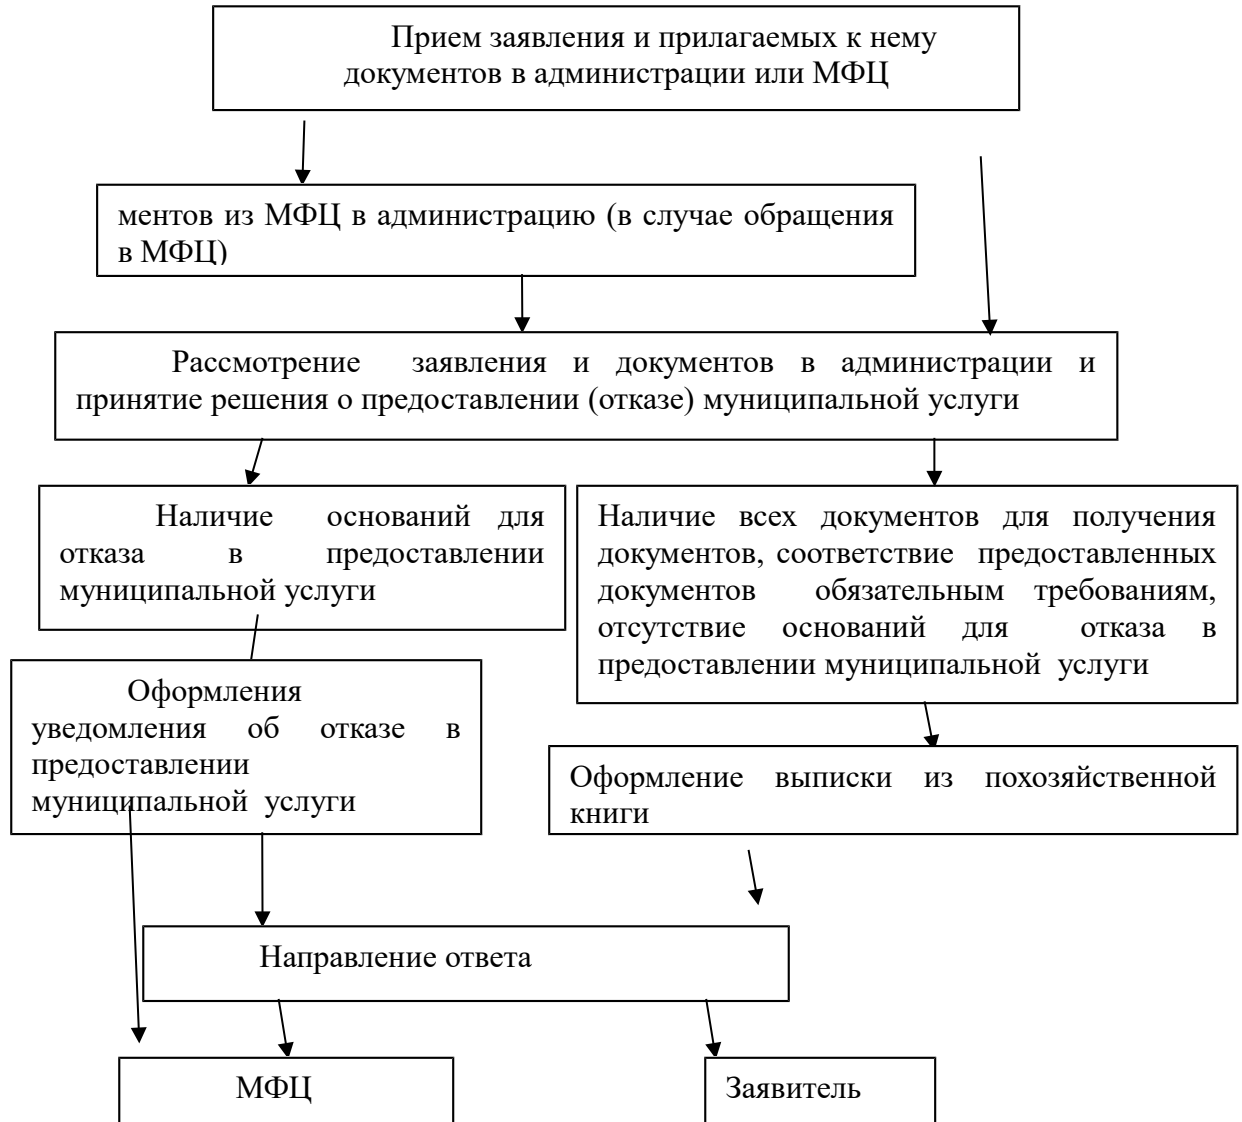 Прием заявления и прилагаемых к нему
документов в администрации или МФЦ
ментов из МФЦ в администрацию (в случае обращения
в МФЦ)
Рассмотрение заявления и документов в администрации и
принятие решения о предоставлении (отказе) муниципальной услуги
Наличие оснований для
отказа в предоставлении
муниципальной услуги
Наличие всех документов для получения
документов, соответствие предоставленных
документов обязательным требованиям,
отсутствие оснований для отказа в
предоставлении муниципальной услуги
Оформления
уведомления об отказе в
предоставлении
муниципальной услуги
Оформление выписки из похозяйственной
книги
Направление ответа
МФЦ
Заявитель